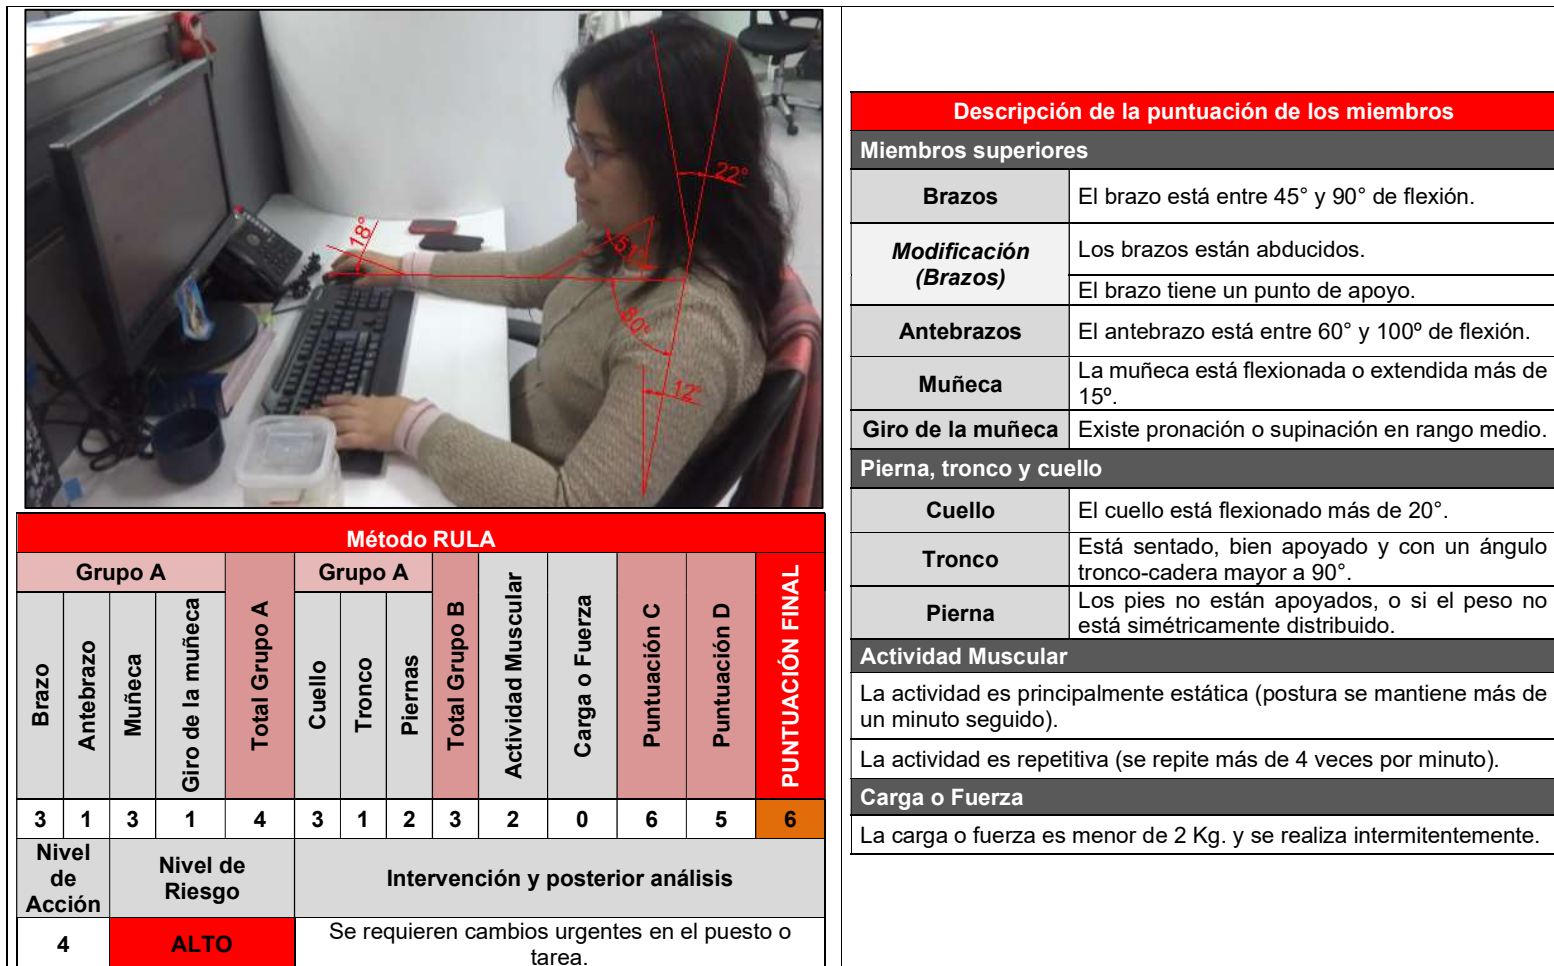 22°
18°
51°
80°
12°
Método RULA
Grupo A
Grupo A
Brazo
Antebrazo
Muñeca
Giro de la muñeca
Total Grupo A
Cuello
Tronco
Piernas
Total Grupo B
Actividad Muscular
Carga o Fuerza
Puntuación C
Puntuación D
PUNTUACIÓN FINAL
3 1 3 1 4 3 1 2 3 2 0 6 5 6
Nivel
de
Acción
Nivel de
Riesgo
Intervención y posterior análisis
4
ALTO
Se requieren cambios urgentes en el puesto o
tarea.
Descripción de la puntuación de los miembros
Miembros superiores
Brazos
El brazo está entre 45° y 90° de flexión.
Modificación
(Brazos)
Los brazos están abducidos.
El brazo tiene un punto de apoyo.
Antebrazos
El antebrazo está entre 60° y 100º de flexión.
Muñeca
La muñeca está flexionada o extendida más de
15º.
Giro de la muñeca
Existe pronación o supinación en rango medio.
Pierna, tronco y cuello
Cuello
El cuello está flexionado más de 20°.
Tronco
Está sentado, bien apoyado y con un ángulo
tronco-cadera mayor a 90°.
Pierna
Los pies no están apoyados, o si el peso no
está simétricamente distribuido.
Actividad Muscular
La actividad es principalmente estática (postura se mantiene más de
un minuto seguido).
La actividad es repetitiva (se repite más de 4 veces por minuto).
Carga o Fuerza
La carga o fuerza es menor de 2 Kg. y se realiza intermitentemente.